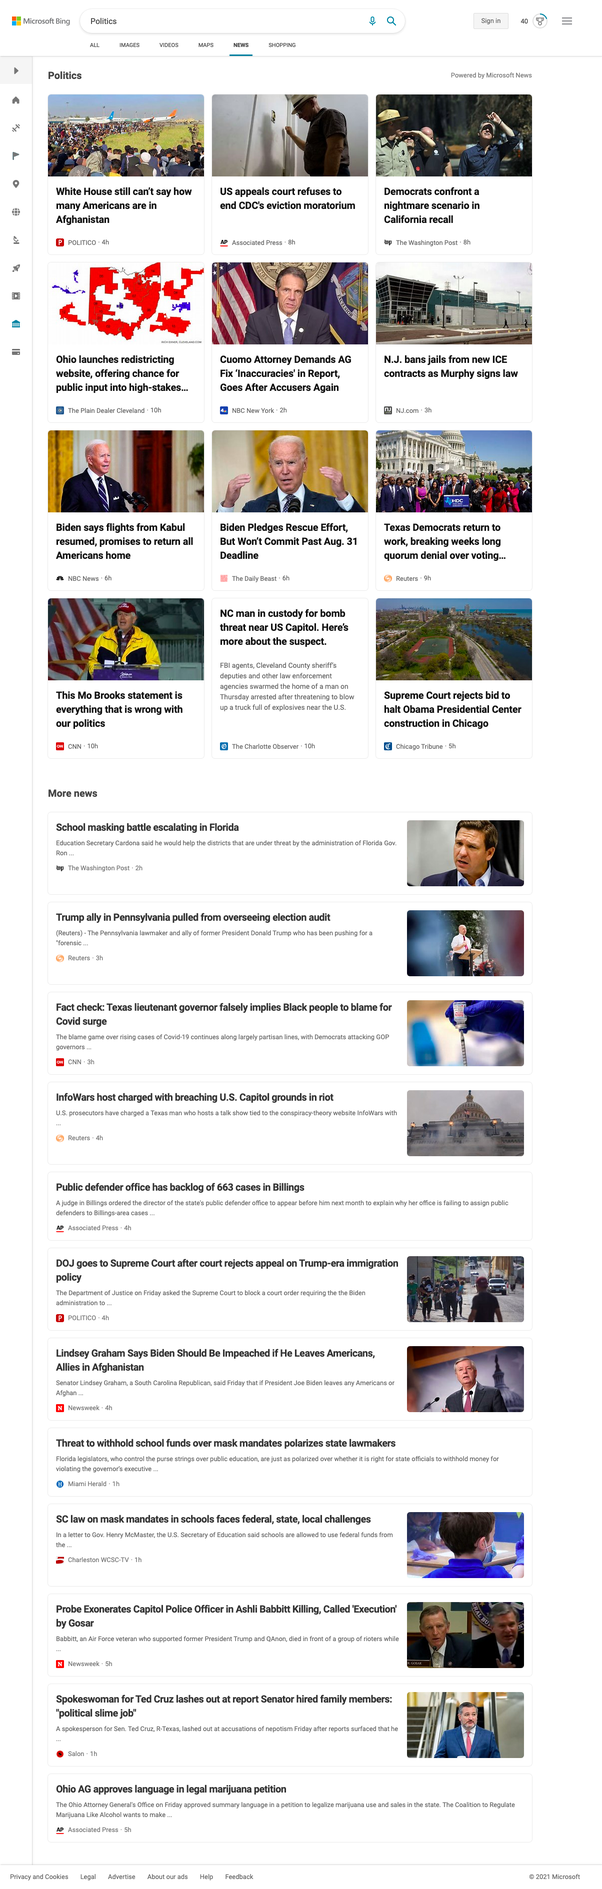 Microsoft Bing
Politics
Sign in
40
ALL IMAGES VIDEOS MAPS NEWS SHOPPING
Politics
Powered by Microsoft News
White House still can't say how
many Americans are in
Afghanistan
POLITICO · 4h
US appeals court refuses to
end CDC's eviction moratorium
AP Associated Press · 8h
Democrats confront a
nightmare scenario in
California recall
wp The Washington Post · 8h
Ohio launches redistricting
website, offering chance for
public input into high-stakes...
The Plain Dealer Cleveland · 10h
Cuomo Attorney Demands AG
Fix 'Inaccuracies' in Report,
Goes After Accusers Again
NBC New York · 2h
N.J. bans jails from new ICE
contracts as Murphy signs law
NJ.com · 3h
Biden says flights from Kabul
resumed, promises to return all
Americans home
NBC News · 6h
Biden Pledges Rescue Effort,
But Won't Commit Past Aug. 31
Deadline
The Daily Beast · 6h
Texas Democrats return to
work, breaking weeks long
quorum denial over voting...
Reuters · 9h
This Mo Brooks statement is
everything that is wrong with
our politics
CNN · 10h
NC man in custody for bomb
threat near US Capitol. Here's
more about the suspect.
FBI agents, Cleveland County sheriff's
deputies and other law enforcement
agencies swarmed the home of a man on
Thursday arrested after threatening to blow
up a truck full of explosives near the U.S.
The Charlotte Observer · 10h
Supreme Court rejects bid to
halt Obama Presidential Center
construction in Chicago
Chicago Tribune · 5h
More news
School masking battle escalating in Florida
Education Secretary Cardona said he would help the districts that are under threat by the administration of Florida Gov.
Ron ...
wp The Washington Post · 2h
Trump ally in Pennsylvania pulled from overseeing election audit
(Reuters) - The Pennsylvania lawmaker and ally of former President Donald Trump who has been pushing for a
"forensic ...
Reuters · 3h
Fact check: Texas lieutenant governor falsely implies Black people to blame for
Covid surge
The blame game over rising cases of Covid-19 continues along largely partisan lines, with Democrats attacking GOP
governors ...
CNN · 3h
InfoWars host charged with breaching U.S. Capitol grounds in riot
U.S. prosecutors have charged a Texas man who hosts a talk show tied to the conspiracy-theory website InfoWars with
...
Reuters · 4h
Public defender office has backlog of 663 cases in Billings
A judge in Billings ordered the director of the state's public defender office to appear before him next month to explain why her office is failing to assign public
defenders to Billings-area cases ...
AP Associated Press · 4h
DOJ goes to Supreme Court after court rejects appeal on Trump-era immigration
policy
The Department of Justice on Friday asked the Supreme Court to block a court order requiring the the Biden
administration to ...
POLITICO · 4h
Lindsey Graham Says Biden Should Be Impeached if He Leaves Americans,
Allies in Afghanistan
Senator Lindsey Graham, a South Carolina Republican, said Friday that if President Joe Biden leaves any Americans or
Afghan ...
N Newsweek · 4h
Threat to withhold school funds over mask mandates polarizes state lawmakers
Florida legislators, who control the purse strings over public education, are just as polarized over whether it is right for state officials to withhold money for
violating the governor's executive ...
Miami Herald · 1h
SC law on mask mandates in schools faces federal, state, local challenges
In a letter to Gov. Henry McMaster, the U.S. Secretary of Education said schools are allowed to use federal funds from
the ...
Charleston WCSC-TV · 1h
Probe Exonerates Capitol Police Officer in Ashli Babbitt Killing, Called 'Execution'
by Gosar
Babbitt, an Air Force veteran who supported former President Trump and QAnon, died in front of a group of rioters while
...
N Newsweek · 5h
Spokeswoman for Ted Cruz lashes out at report Senator hired family members:
"political slime job"
A spokesperson for Sen. Ted Cruz, R-Texas, lashed out at accusations of nepotism Friday after reports surfaced that he
...
Salon · 1h
Ohio AG approves language in legal marijuana petition
The Ohio Attorney General's Office on Friday approved summary language in a petition to legalize marijuana use and sales in the state. The Coalition to Regulate
Marijuana Like Alcohol wants to make ...
AP Associated Press · 5h
Privacy and Cookies Legal Advertise About our ads Help Feedback
© 2021 Microsoft